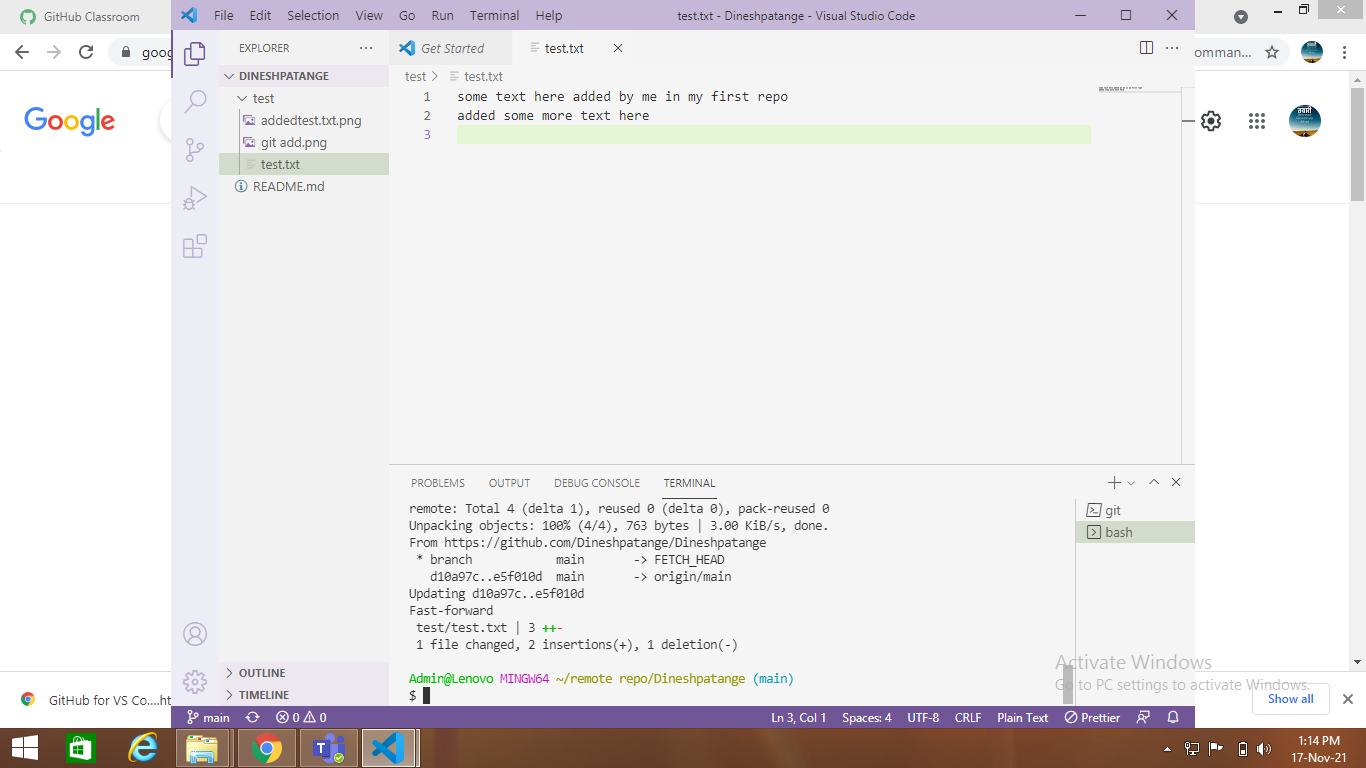 GitHub Classroom
File Edit Selection View Go Run Terminal Help
test.txt - Dineshpatange - Visual Studio Code
goog
omman...
Google
EXPLORER
DINESHPATANGE
test
addedtest.txt.png
git add.png
test.txt
README.md
OUTLINE
TIMELINE
Get Started
test.txt
test
test.txt
1 some text here added by me in my first repo
2 added some more text here
3
PROBLEMS OUTPUT DEBUG CONSOLE TERMINAL
remote: Total 4 (delta 1), reused 0 (delta 0), pack-reused 0
Unpacking objects: 100% (4/4), 763 bytes | 3.00 KiB/s, done.
From https://github.com/Dineshpatange/Dineshpatange
* branch main -> FETCH_HEAD
d10a97c..e5f010d main -> origin/main
Updating d10a97c..e5f010d
Fast-forward
test/test.txt | 3 ++-
1 file changed, 2 insertions(+), 1 deletion(-)
Admin@Lenovo MINGW64 ~/remote repo/Dineshpatange (main)
$
git
bash
Activate Windows
Go to PC settings to activate Windows.
GitHub for VS Co....ht
Show all
main
0 0
Ln 3, Col 1 Spaces: 4 UTF-8 CRLF Plain Text Prettier
1:14 PM
17-Nov-21